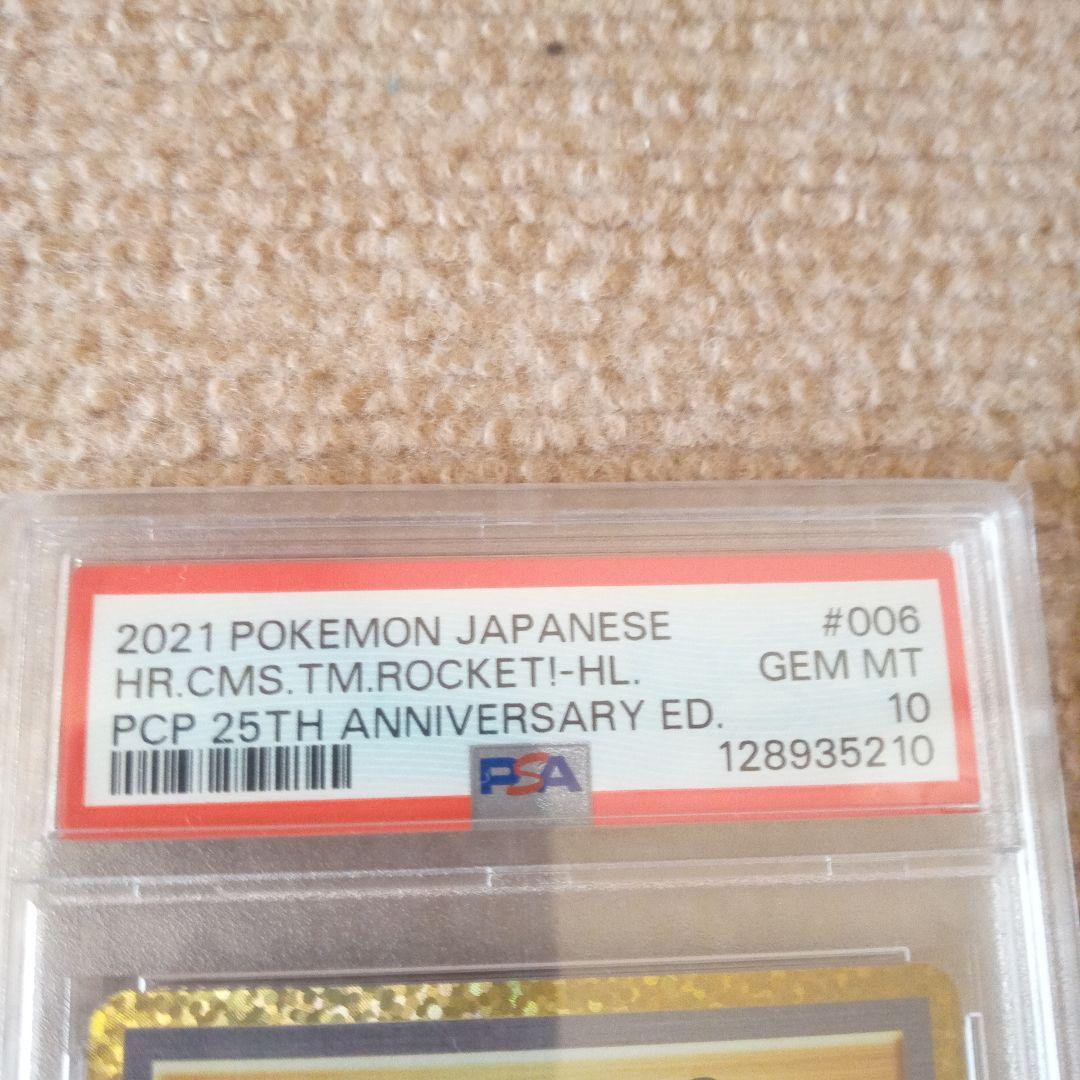 2021 POKEMON JAPANESE #006
HR.CMS.TM.ROCKET!-HL. GEM MT
PCP 25TH ANNIVERSARY ED. 10
128935210
PSA